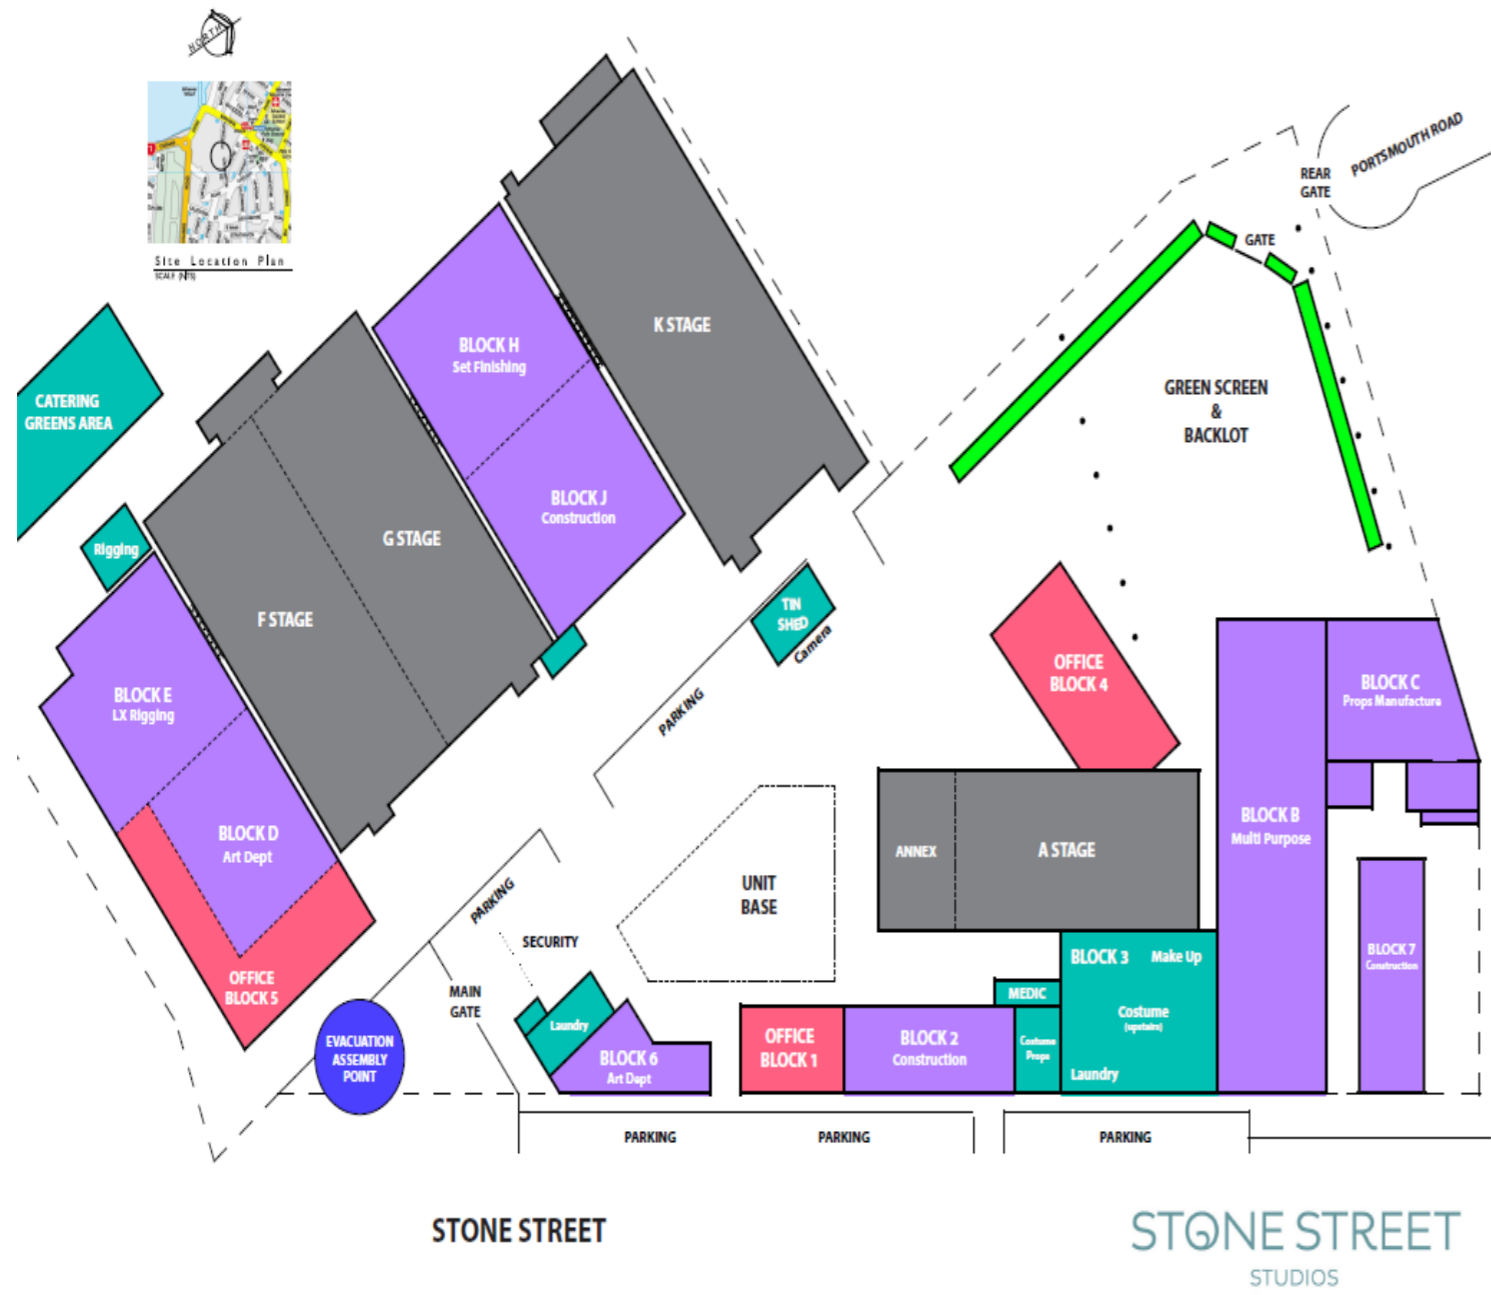 NORTH
Site Location Plan
SCALE (NTS)
PORTSMOUTH ROAD
REAR
GATE
GATE
K STAGE
BLOCK H
Set Finishing
CATERING
GREENS AREA
GREEN SCREEN
&
BACKLOT
BLOCK J
Construction
G STAGE
Rigging
F STAGE
TIN
SHED
Camera
OFFICE
BLOCK 4
BLOCK E
LX Rigging
PARKING
BLOCK C
Props Manufacture
BLOCK D
Art Dept
BLOCK B
Multi Purpose
ANNEX
A STAGE
UNIT
BASE
PARKING
SECURITY
BLOCK 3
Make Up
BLOCK 7
Construction
OFFICE
BLOCK 5
MAIN
GATE
MEDIC
Costume
(upstairs)
Laundry
EVACUATION
ASSEMBLY
POINT
BLOCK 6
Art Dept
OFFICE
BLOCK 1
BLOCK 2
Construction
Costume
Props
Laundry
PARKING
PARKING
PARKING
STONE STREET
STONE STREET
STUDIOS